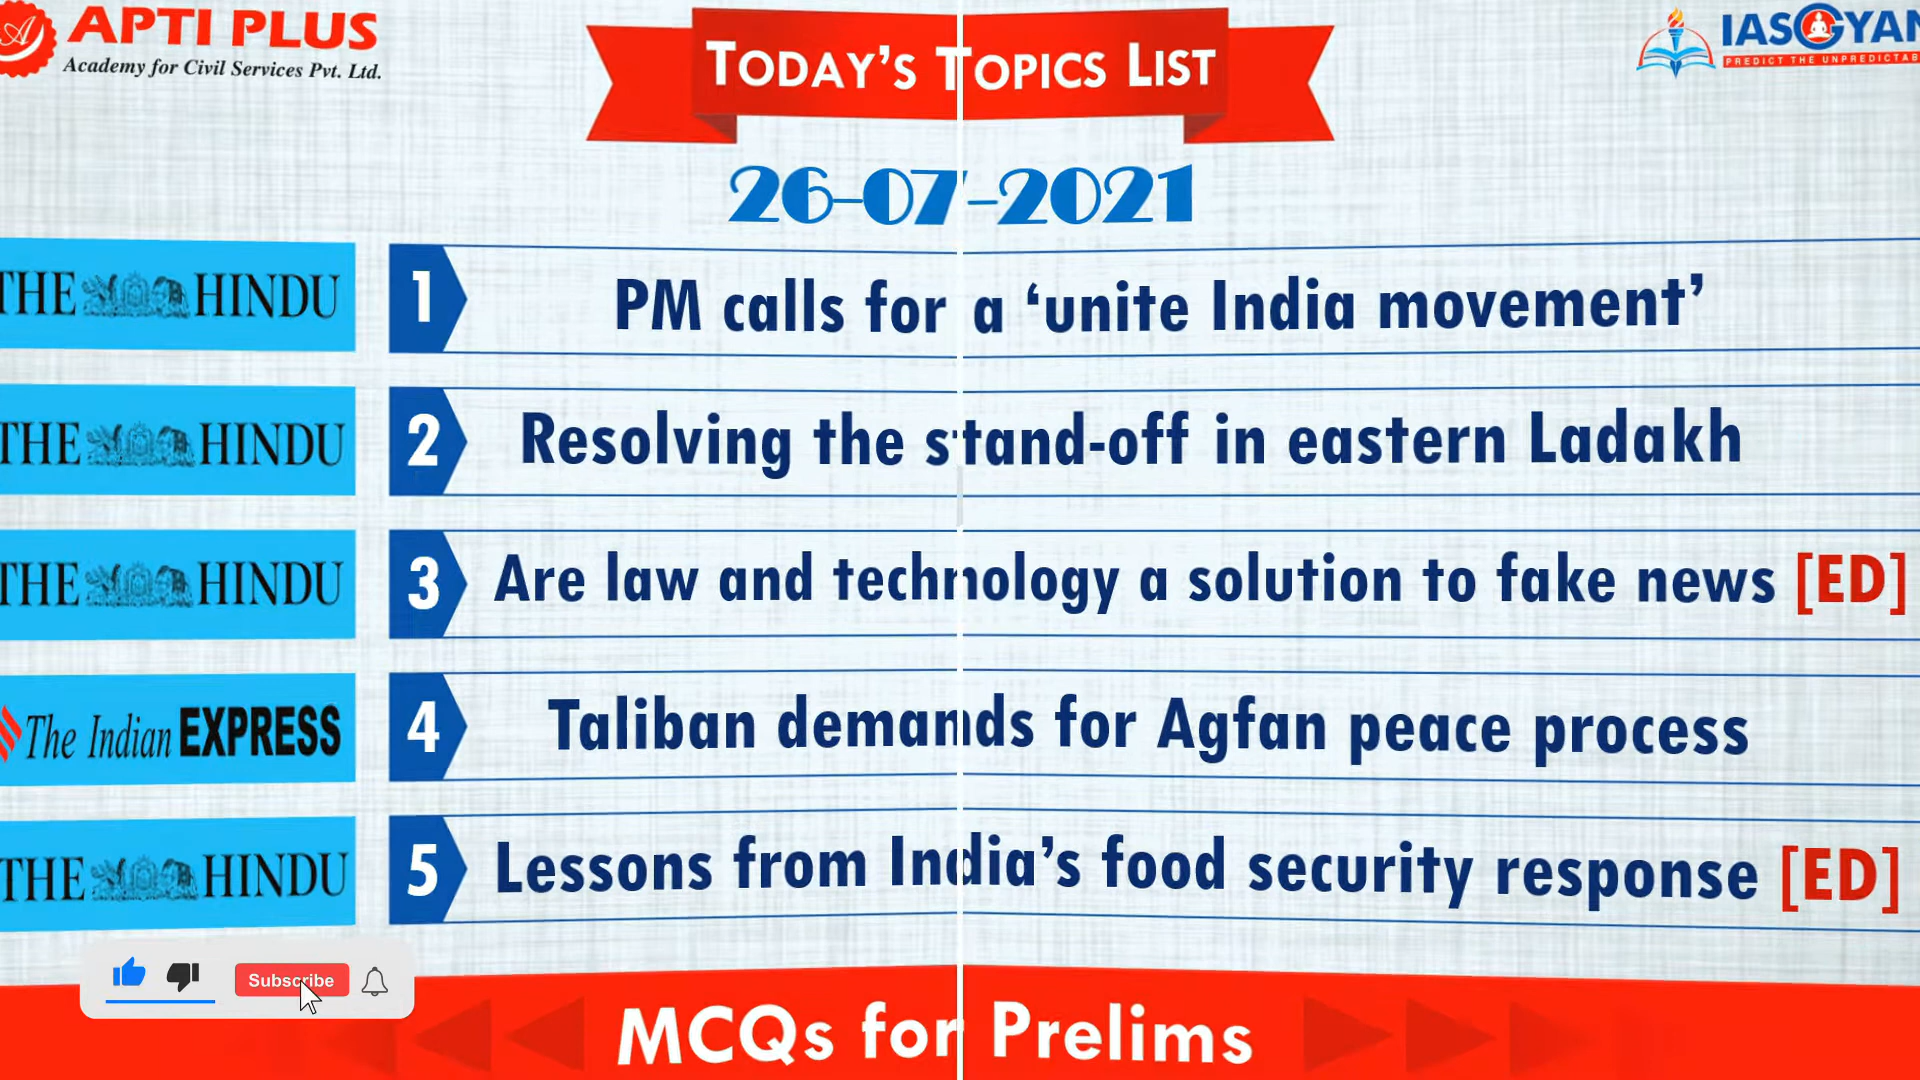 APTI PLUS
Academy for Civil Services Pvt. Ltd.
TODAY'S TOPICS LIST
IASGYAN
PREDICT THE UNPREDICTAB
26-07-2021
THE HINDU
1
PM calls for a ‘unite India movement’
THE HINDU
2
Resolving the stand-off in eastern Ladakh
THE HINDU
3
Are law and technology a solution to fake news [ED]
The Indian EXPRESS
4
Taliban demands for Agfan peace process
THE HINDU
5
Lessons from India’s food security response [ED]
Subscribe
MCQs for Prelims